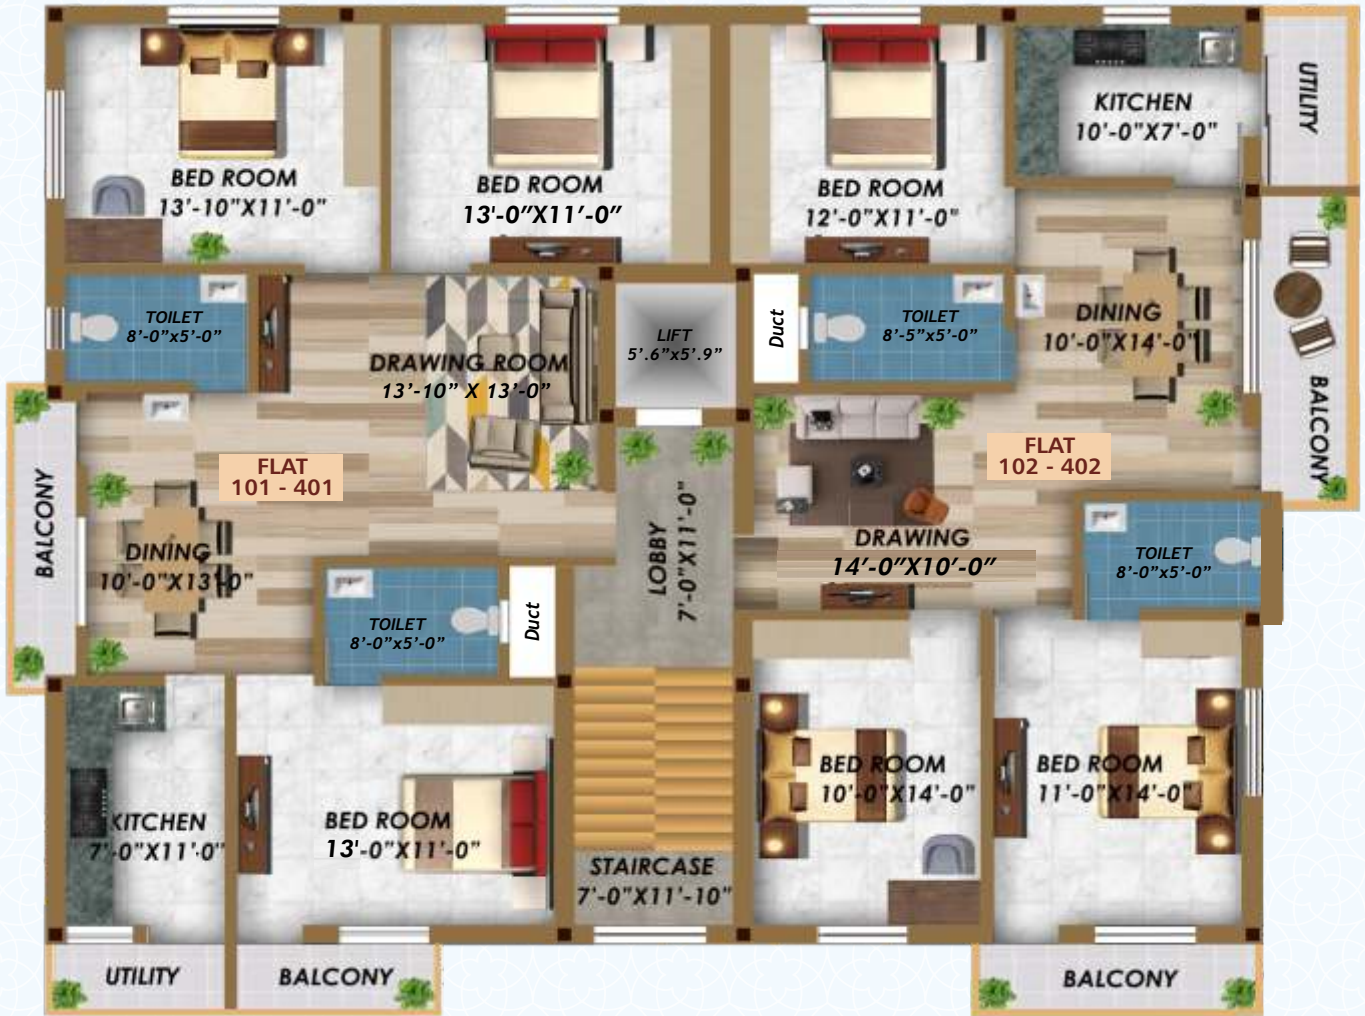 BED ROOM
13'-10"X11'-0"
BED ROOM
13'-0"X11'-0"
BED ROOM
12'-0"X11'-0"
KITCHEN
10'-0"X7'-0"
UTILITY
TOILET
8'-0"x5'-0"
DRAWING ROOM
13'-10" X 13'-0"
LIFT
5'.6"x5'.9"
Duct
TOILET
8'-5"x5'-0"
DINING
10'-0"X14'-0"
BALCONY
FLAT
101 - 401
FLAT
102 - 402
BALCONY
DINING
10'-0"X13'-0"
TOILET
8'-0"x5'-0"
Duct
LOBBY
7'-0"X11'-0"
DRAWING
14'-0"X10'-0"
TOILET
8'-0"x5'-0"
KITCHEN
7'-0"X11'-0"
BED ROOM
13'-0"X11'-0"
STAIRCASE
7'-0"X11'-10"
BED ROOM
10'-0"X14'-0"
BED ROOM
11'-0"X14'-0"
UTILITY
BALCONY
BALCONY